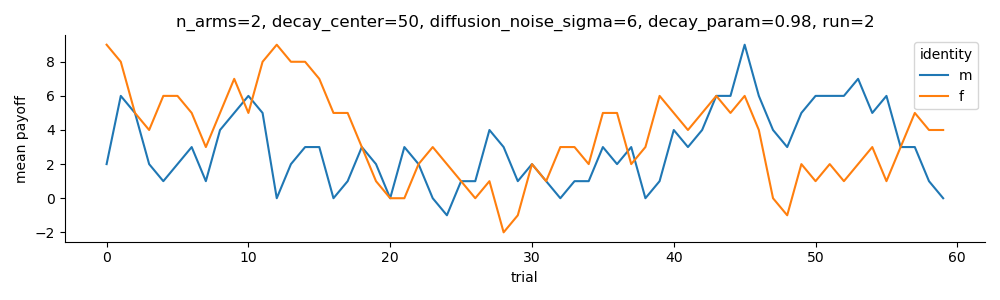 n_arms=2, decay_center=50, diffusion_noise_sigma=6, decay_param=0.98, run=2
identity
m
f
mean payoff
8
6
4
2
0
−2
0
10
20
30
40
50
60
trial